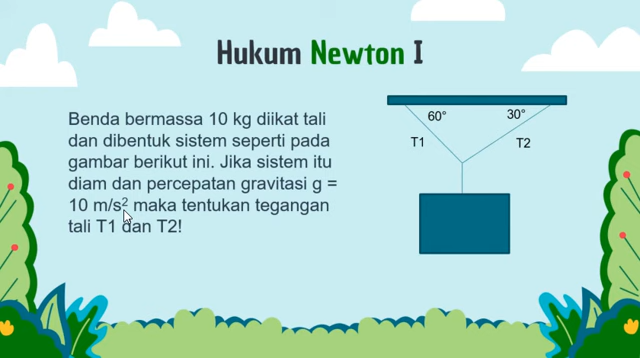 Hukum Newton I
Benda bermassa 10 kg diikat tali
dan dibentuk sistem seperti pada
gambar berikut ini. Jika sistem itu
diam dan percepatan gravitasi g =
10 m/s² maka tentukan tegangan
tali T1 dan T2!
60°
30°
T1
T2